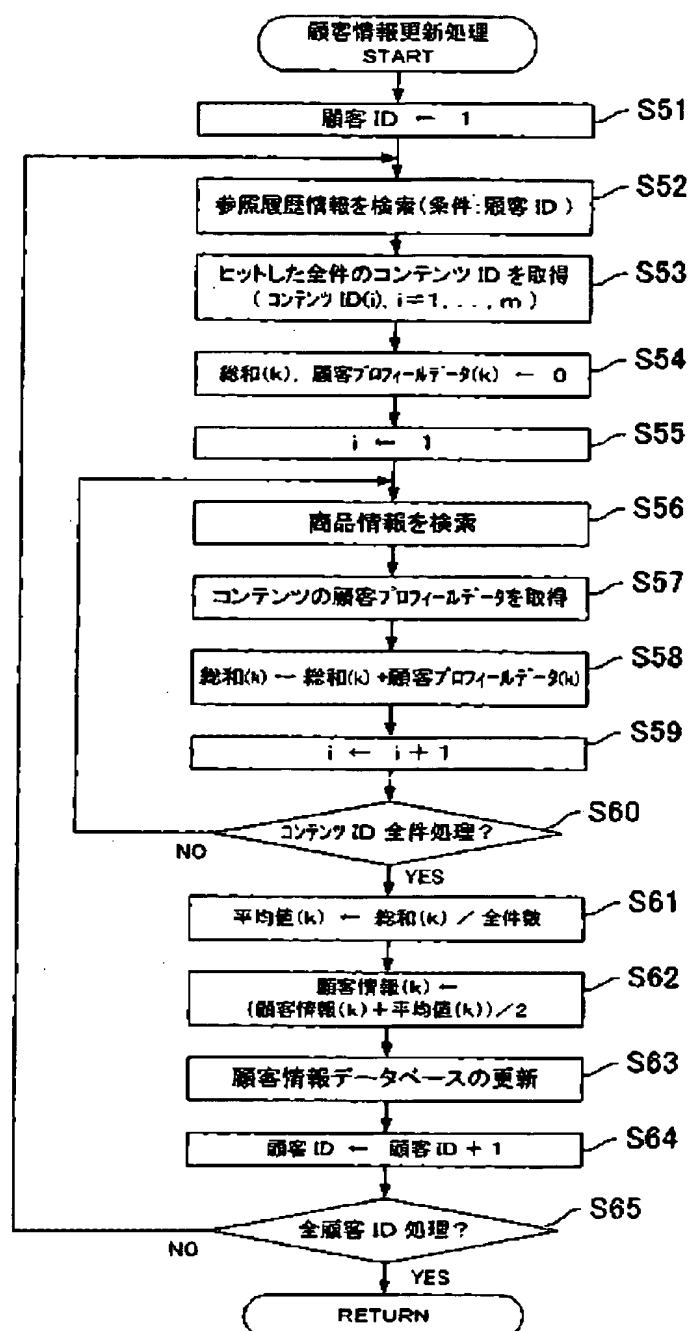 顧客情報更新処理
START
顧客 ID ← 1
S51
参照履歴情報を検索(条件:顧客 ID)
S52
ヒットした全件のコンテンツ ID を取得
(コンテンツ ID(i), i=1, . . . , m)
S53
総和(k), 顧客プロフィールデータ(k) ← 0
S54
i ← 1
S55
商品情報を検索
S56
コンテンツの顧客プロフィールデータを取得
S57
総和(k) ← 総和(k) +顧客プロフィールデータ(k)
S58
i ← i + 1
S59
コンテンツ ID 全件処理?
S60
NO
YES
平均値(k) ← 総和(k) / 全件数
S61
顧客情報(k) ←
(顧客情報(k)+平均値(k))/2
S62
顧客情報データベースの更新
S63
顧客 ID ← 顧客 ID + 1
S64
全顧客 ID 処理?
S65
NO
YES
RETURN